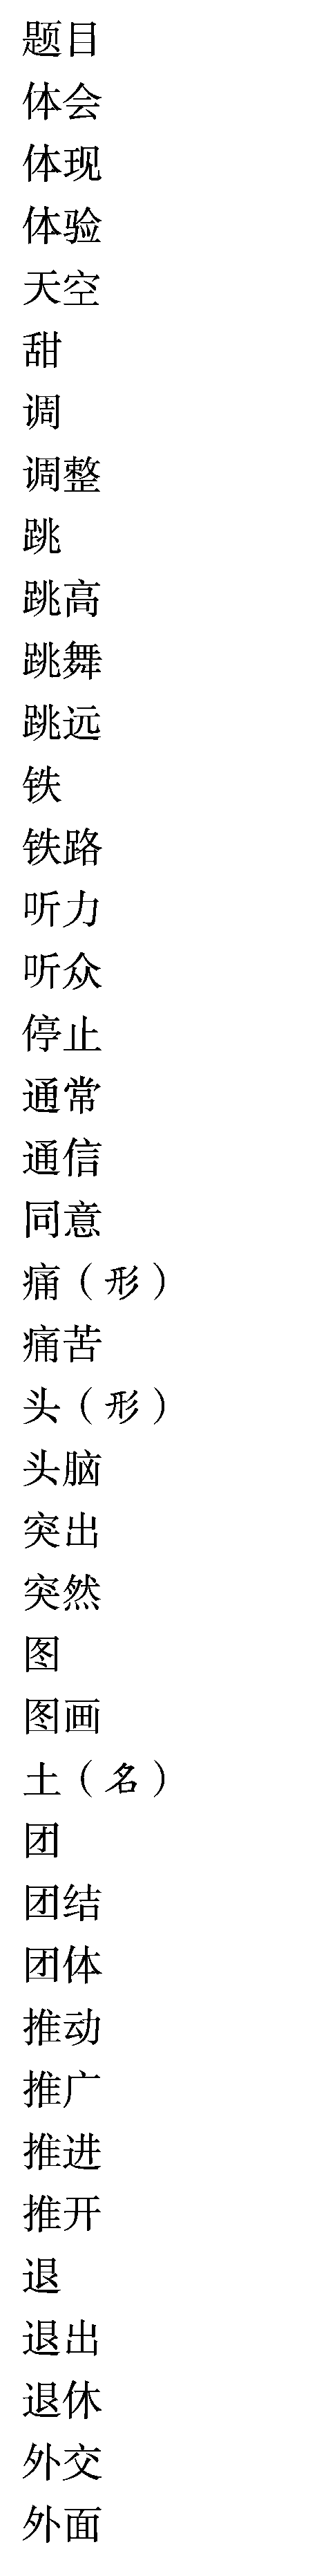 题目
体会
体现
体验
天空
甜
调
调整
跳
跳高
跳舞
跳远
铁
铁路
听力
听众
停止
通常
通信
同意
痛（形）
痛苦
头（形）
头脑
突出
突然
图
图画
土（名）
团
团结
团体
推动
推广
推进
推开
退
退出
退休
外交
外面